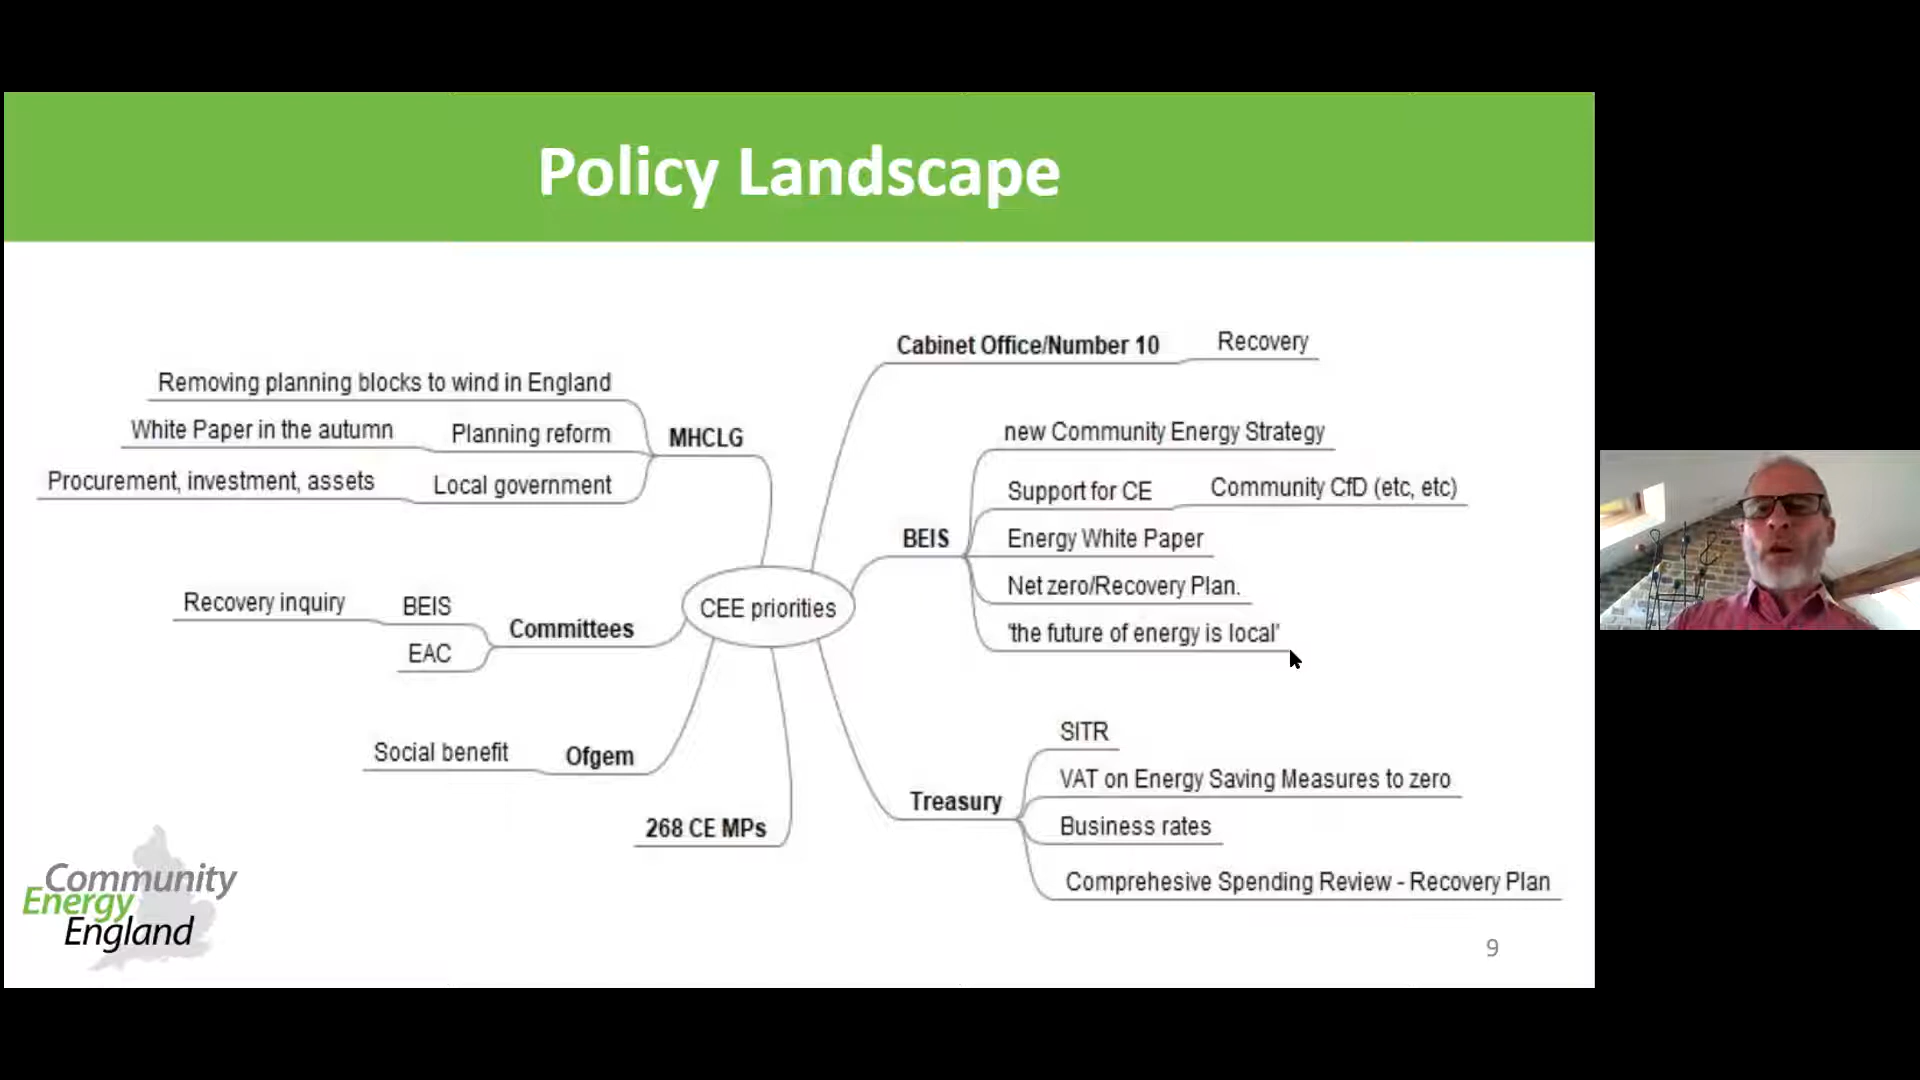 Policy Landscape
Cabinet Office/Number 10
Recovery
Removing planning blocks to wind in England
White Paper in the autumn
Planning reform
MHCLG
Procurement, investment, assets
Local government
new Community Energy Strategy
Support for CE
Community CfD (etc, etc)
BEIS
Energy White Paper
Net zero/Recovery Plan.
'the future of energy is local'
CEE priorities
Recovery inquiry
BEIS
Committees
EAC
Social benefit
Ofgem
268 CE MPs
SITR
VAT on Energy Saving Measures to zero
Treasury
Business rates
Comprehesive Spending Review - Recovery Plan
Community
Energy
England
9